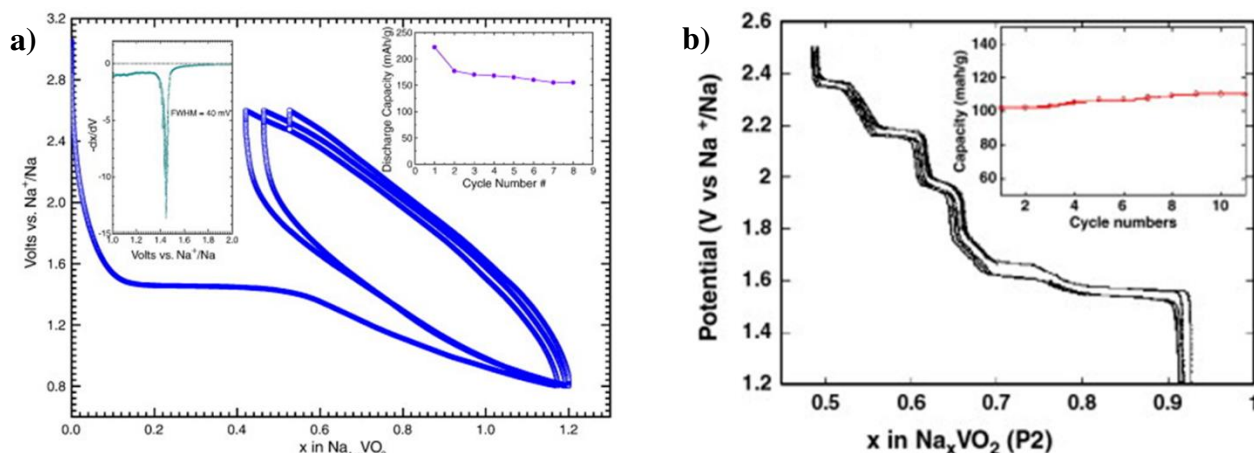 a)
3.2
2.8
2.4
2.0
1.6
1.2
0.8
Volts vs. Na+/Na
0.0 0.2 0.4 0.6 0.8 1.0 1.2
x in Na VO
0
-5
-10
-15
-dx/dV
FWHM = 40 mV
1.0 1.2 1.4 1.6 1.8 2.0
Volts vs. Na+/Na
250
200
150
100
50
0
Discharge Capacity (mAh/g)
0 1 2 3 4 5 6 7 8 9
Cycle Number #
b)
2.6
2.4
2.2
2
1.8
1.6
1.4
1.2
Potential (V vs Na+/Na)
0.5 0.6 0.7 0.8 0.9 1
x in NaxVO2 (P2)
140
120
100
80
60
Capacity (mah/g)
2 4 6 8 10
Cycle numbers